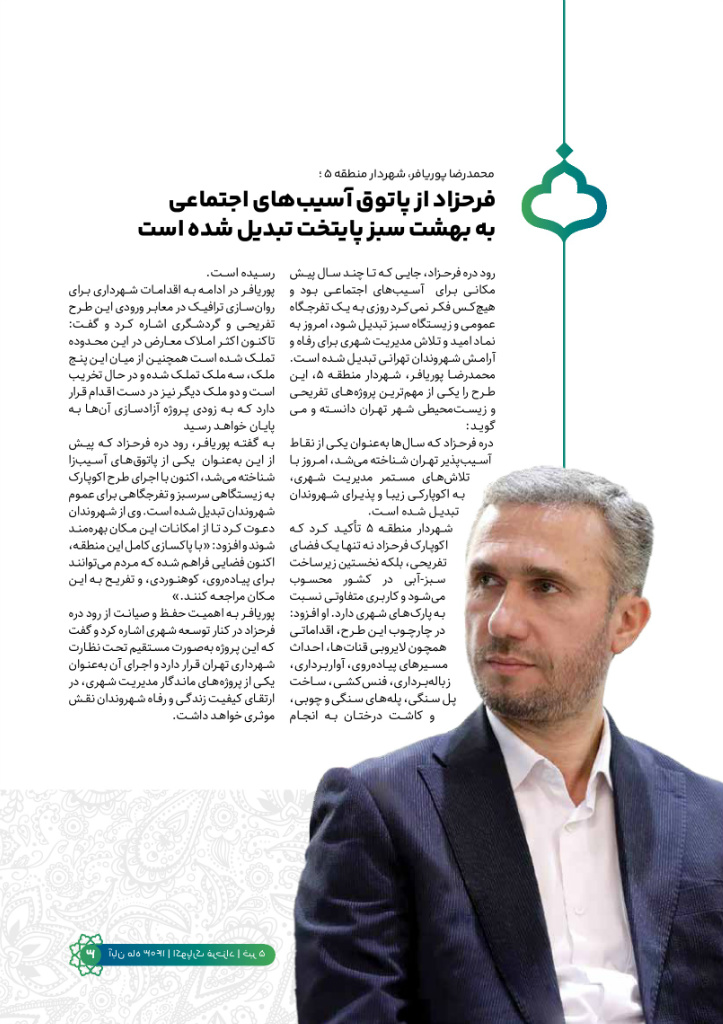 محمدرضا پوریافر، شهردار منطقه ۵ ؛
فرحزاد از پاتوق آسیب‌های اجتماعی
به بهشت سبز پایتخت تبدیل شده است
رود دره فرحزاد، جایی که تا چند سال پیش
مکانی برای آسیب‌های اجتماعی بود و
هیچ‌کس فکر نمی‌کرد روزی به یک تفرجگاه
عمومی و زیستگاه سبز تبدیل شود، امروز به
نماد امید و تلاش مدیریت شهری برای رفاه و
آرامش شهروندان تهرانی تبدیل شده است.
محمدرضا پوریافر، شهردار منطقه ۵، این
طرح را یکی از مهم‌ترین پروژه‌های تفریحی
و زیست‌محیطی شهر تهران دانسته و می
گوید:
دره فرحزاد که سال‌ها به‌عنوان یکی از نقاط
آسیب‌پذیر تهران شناخته می‌شد، امروز با
تلاش‌های مستمر مدیریت شهری،
به اکوپارکی زیبا و پذیرای شهروندان
تبدیل شده است.
شهردار منطقه ۵ تأکید کرد که
اکوپارک فرحزاد نه تنها یک فضای
تفریحی، بلکه نخستین زیرساخت
سبز-آبی در کشور محسوب
می‌شود و کاربری متفاوتی نسبت
به پارک‌های شهری دارد. او افزود:
در چارچوب این طرح، اقداماتی
همچون لایروبی قنات‌ها، احداث
مسیرهای پیاده‌روی، آواربرداری،
زباله‌برداری، فنس‌کشی، ساخت
پل سنگی، پله‌های سنگی و چوبی،
و کاشت درختان به انجام
رسیده است.
پوریافر در ادامه به اقدامات شهرداری برای
روان‌سازی ترافیک در معابر ورودی این طرح
تفریحی و گردشگری اشاره کرد و گفت:
تاکنون اکثر املاک معارض در این محدوده
تملک شده است همچنین از میان این پنج
ملک، سه ملک تملک شده و در حال تخریب
است و دو ملک دیگر نیز در دست اقدام قرار
دارد که به زودی پروژه آزادسازی آن‌ها به
پایان خواهد رسید
به گفته پوریافر، رود دره فرحزاد که پیش
از این به‌عنوان یکی از پاتوق‌های آسیب‌زا
شناخته می‌شد، اکنون با اجرای طرح اکوپارک
به زیستگاهی سرسبز و تفرجگاهی برای عموم
شهروندان تبدیل شده است. وی از شهروندان
دعوت کرد تا از امکانات این مکان بهره‌مند
شوند و افزود: «با پاکسازی کامل این منطقه،
اکنون فضایی فراهم شده که مردم می‌توانند
برای پیاده‌روی، کوهنوردی، و تفریح به این
مکان مراجعه کنند.»
پوریافر به اهمیت حفظ و صیانت از رود دره
فرحزاد در کنار توسعه شهری اشاره کرد و گفت
که این پروژه به‌صورت مستقیم تحت نظارت
شهرداری تهران قرار دارد و اجرای آن به‌عنوان
یکی از پروژه‌های ماندگار مدیریت شهری، در
ارتقای کیفیت زندگی و رفاه شهروندان نقش
موثری خواهد داشت.
خبر ۵ | اکوپارک فرحزاد | آبان ماه ۱۴۰۳
۳